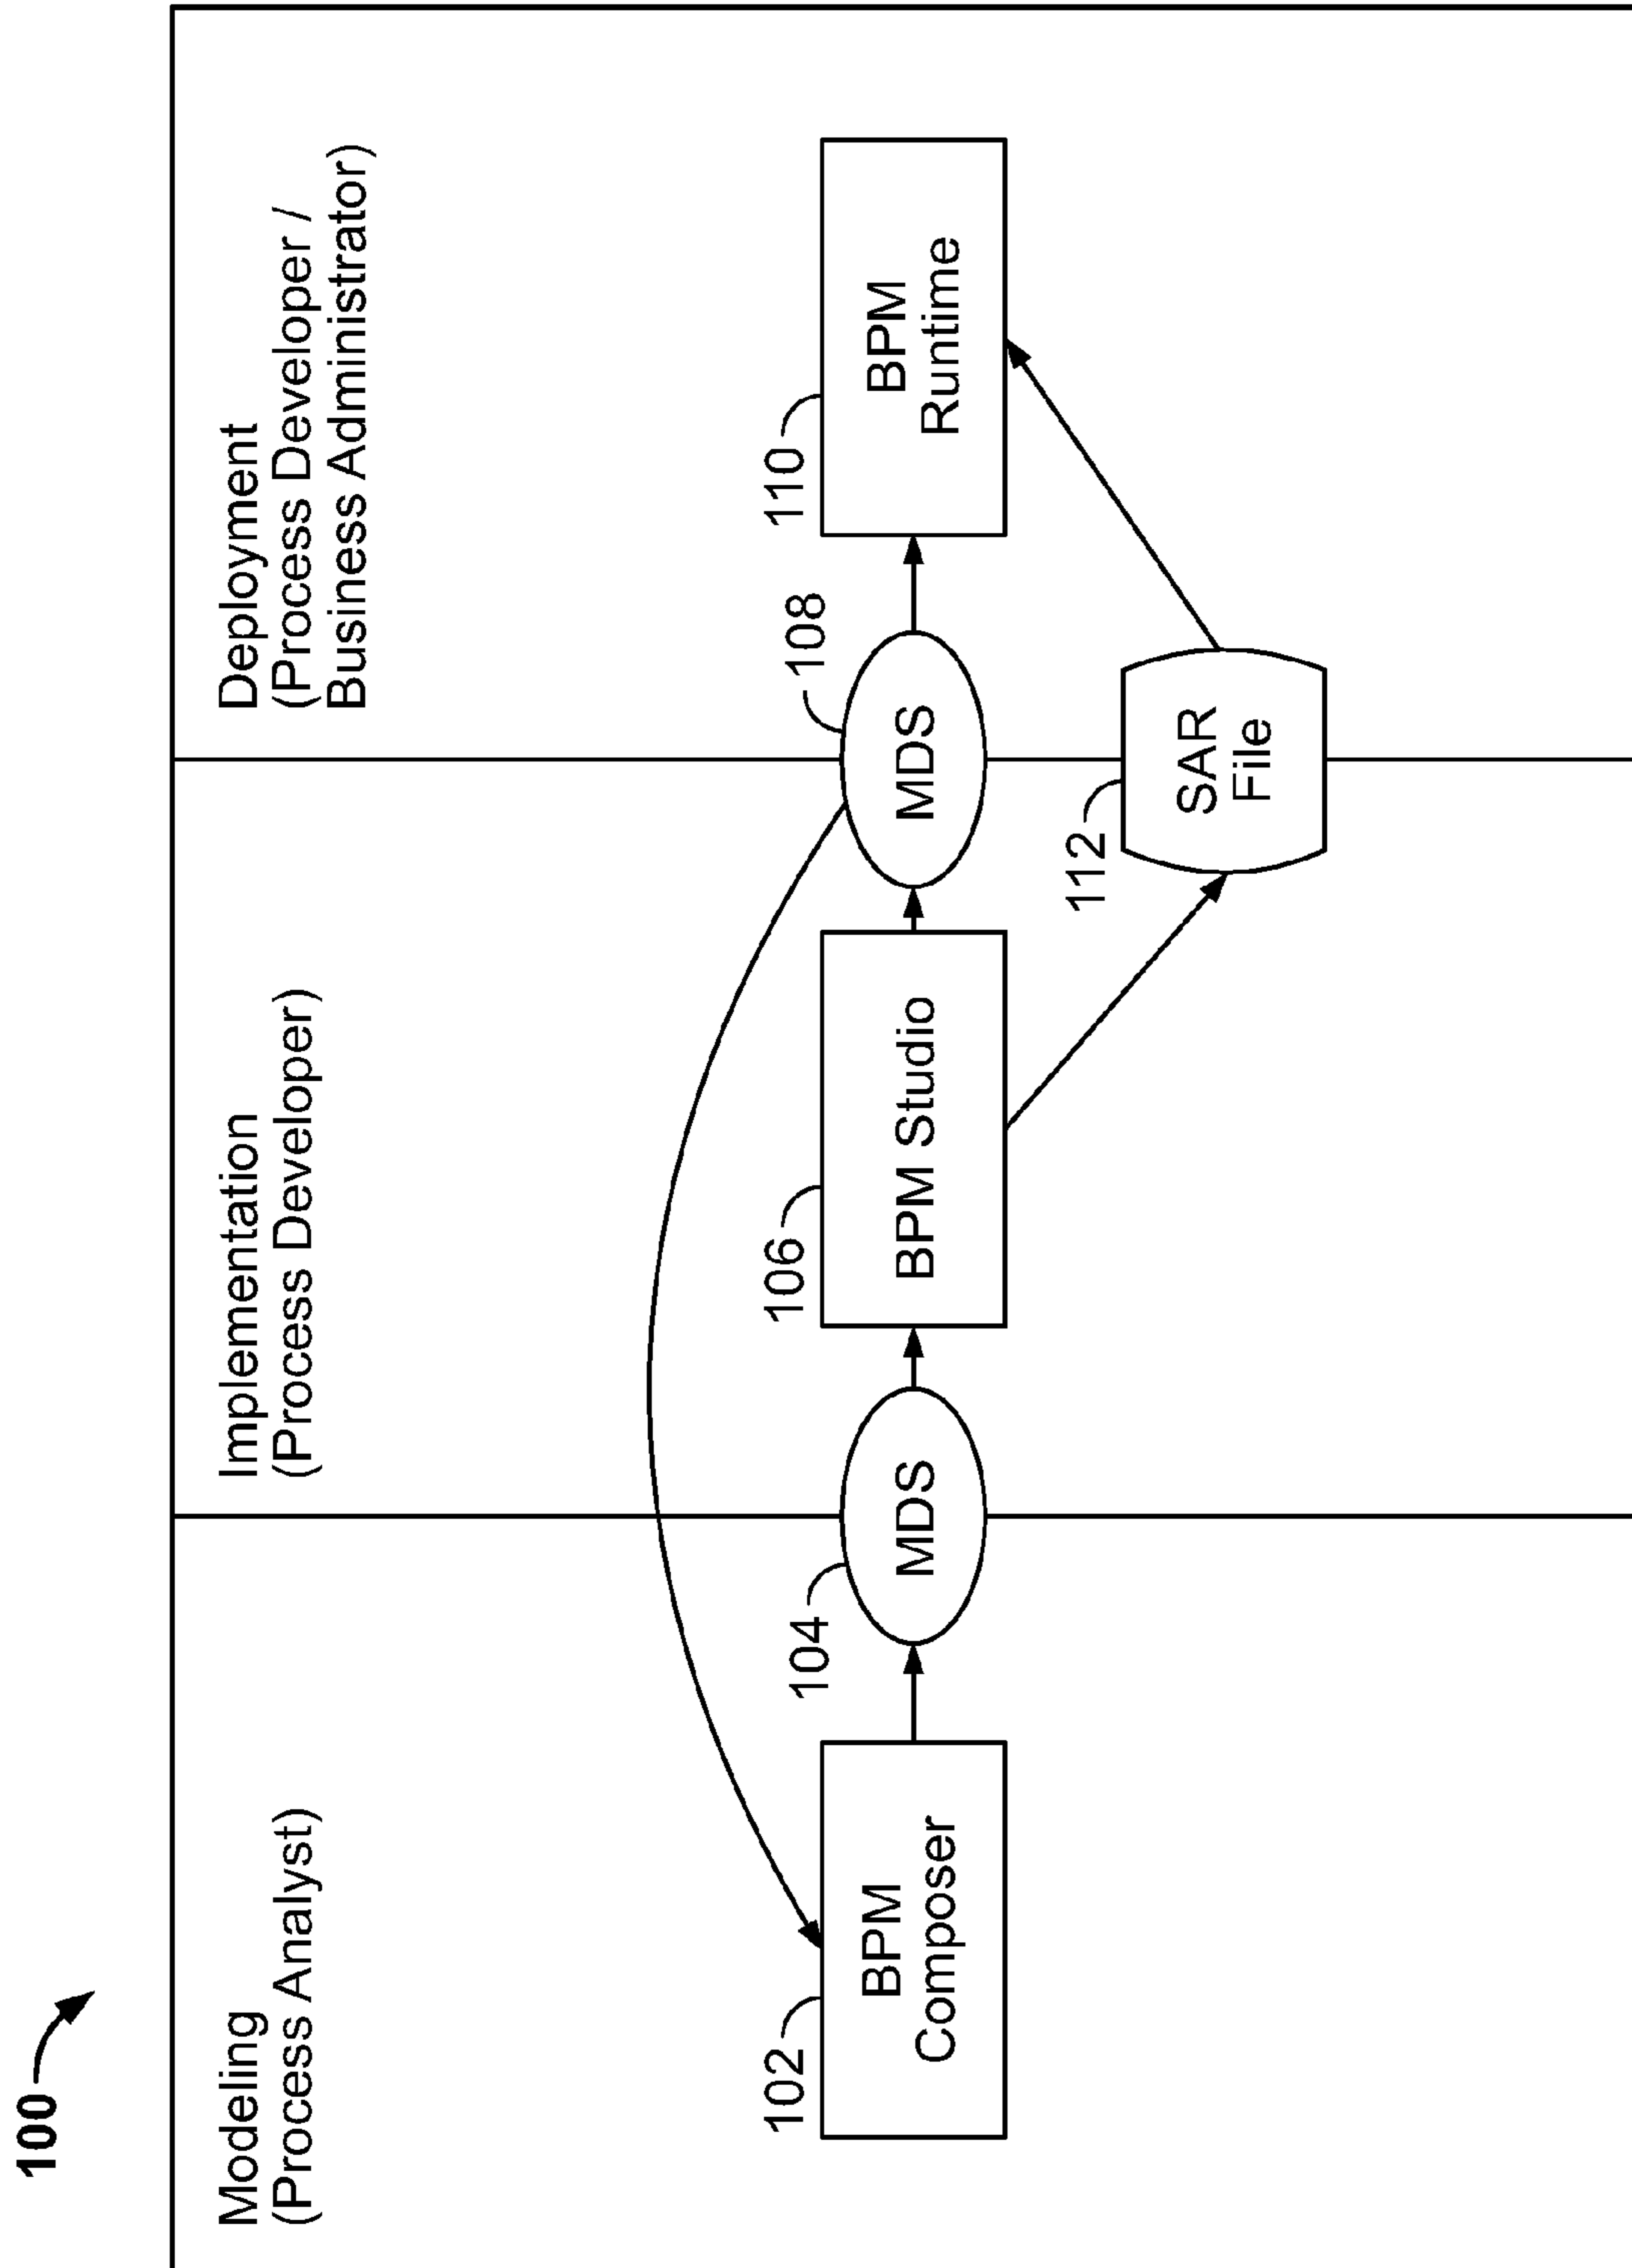 100
Modeling
(Process Analyst)
Implementation
(Process Developer)
Deployment
(Process Developer /
Business Administrator)
102
BPM
Composer
104
MDS
106
BPM Studio
108
MDS
110
BPM
Runtime
112
SAR
File